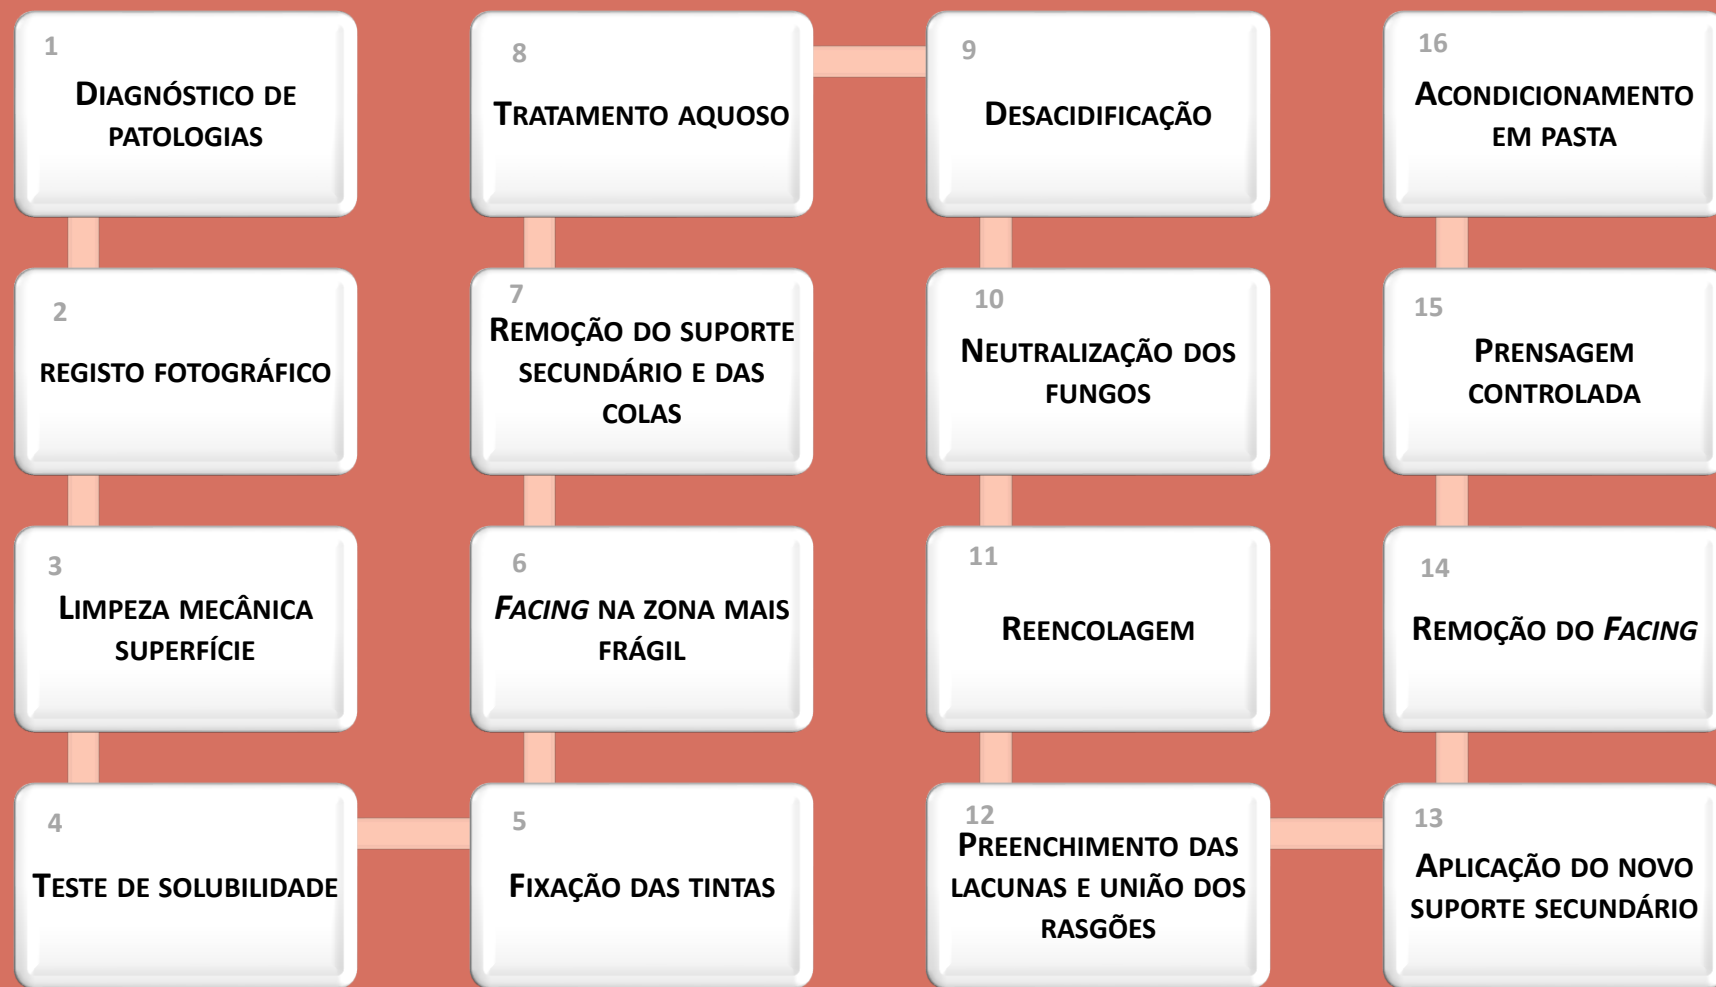 1
Diagnóstico de
patologias
2
registo fotográfico
3
Limpeza mecânica
superfície
4
Teste de solubilidade
5
Fixação das tintas
6
Facing na zona mais
frágil
7
Remoção do suporte
secundário e das
colas
8
Tratamento aquoso
9
Desacidificação
10
Neutralização dos
fungos
11
Reencolagem
12
Preenchimento das
lacunas e união dos
rasgões
13
Aplicação do novo
suporte secundário
14
Remoção do Facing
15
Prensagem
controlada
16
Acondicionamento
em pasta